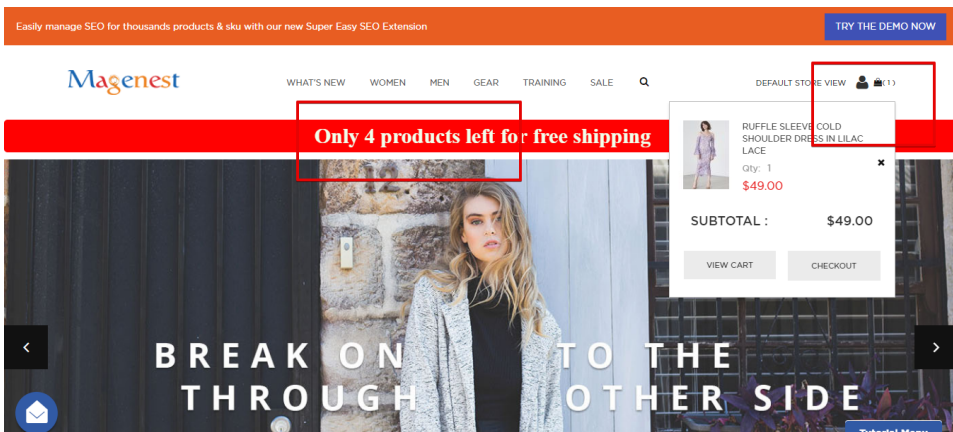 Easily manage SEO for thousands products & sku with our new Super Easy SEO Extension
TRY THE DEMO NOW
Magenest
WHAT'S NEW WOMEN MEN GEAR TRAINING SALE
DEFAULT STORE VIEW (1)
Only 4 products left for free shipping
RUFFLE SLEEVE COLD
SHOULDER DRESS IN LILAC
LACE
Qty: 1
$49.00
SUBTOTAL : $49.00
VIEW CART CHECKOUT
12
BREAK ON TO THE
THROUGH OTHER SIDE
Tutorial Menu